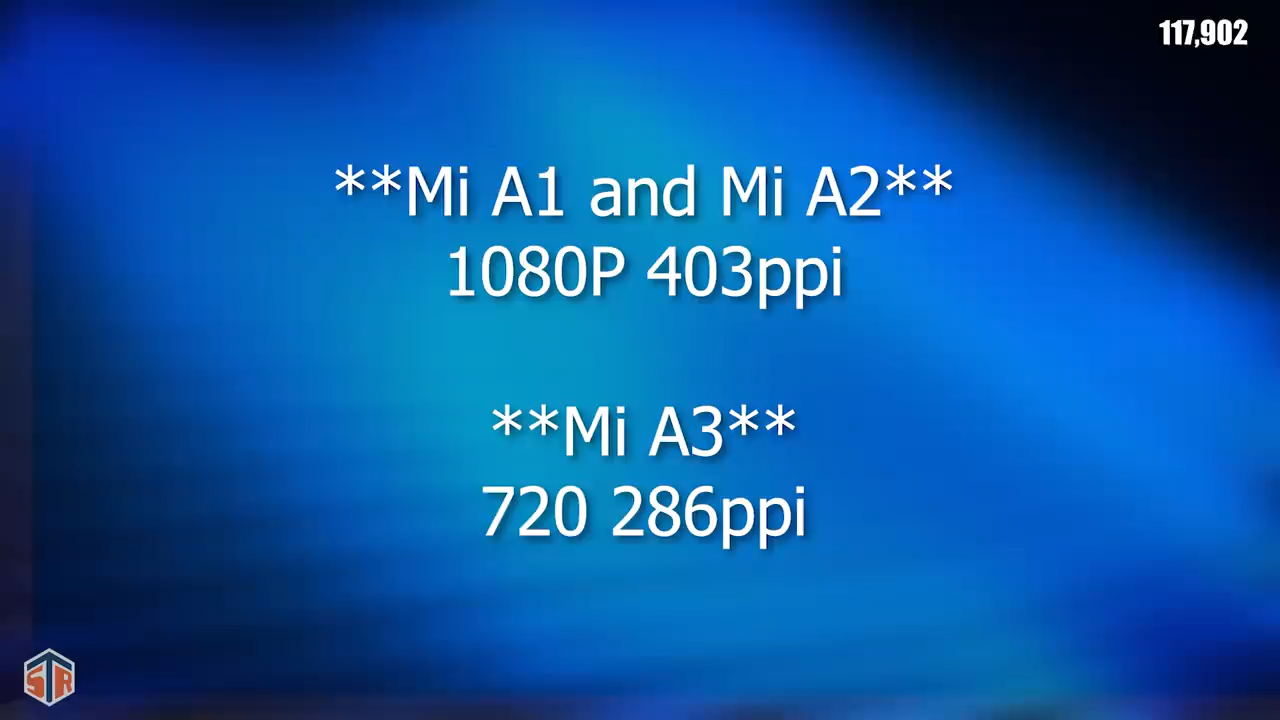 117,902
**Mi A1 and Mi A2**
1080P 403ppi
**Mi A3**
720 286ppi
STR